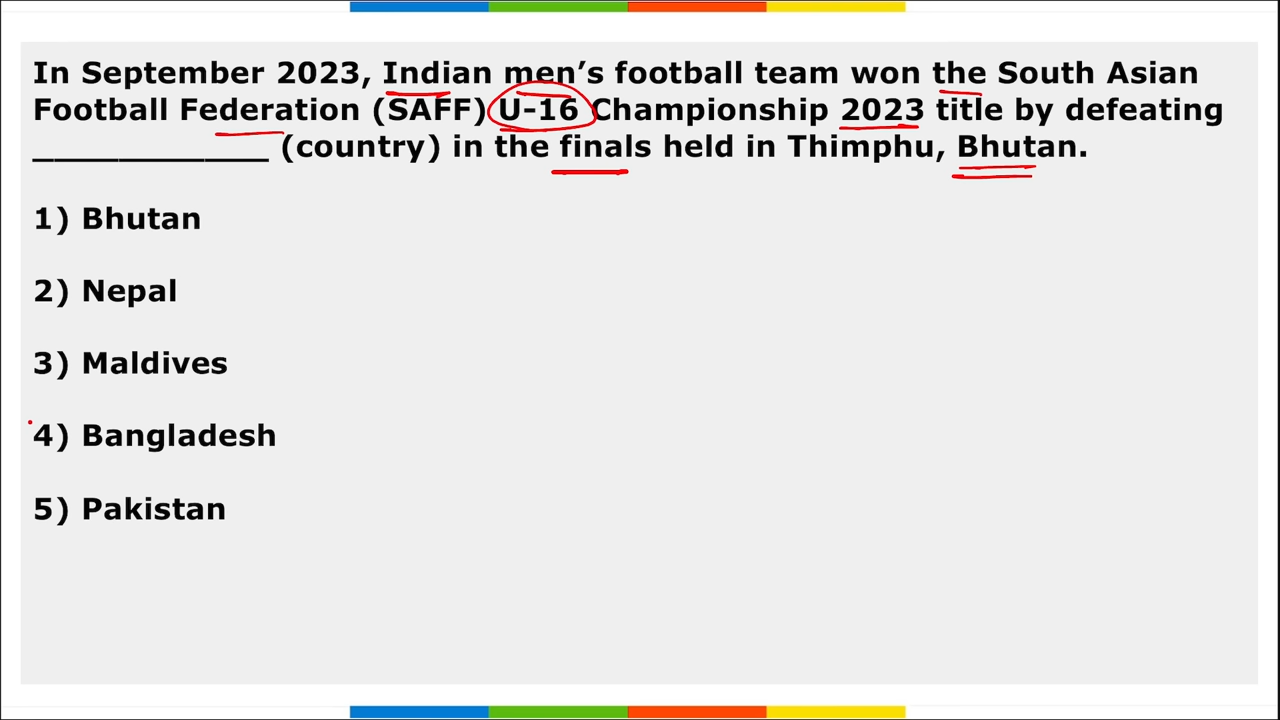 In September 2023, Indian men’s football team won the South Asian
Football Federation (SAFF) U-16 Championship 2023 title by defeating
_____________ (country) in the finals held in Thimphu, Bhutan.
1) Bhutan
2) Nepal
3) Maldives
4) Bangladesh
5) Pakistan